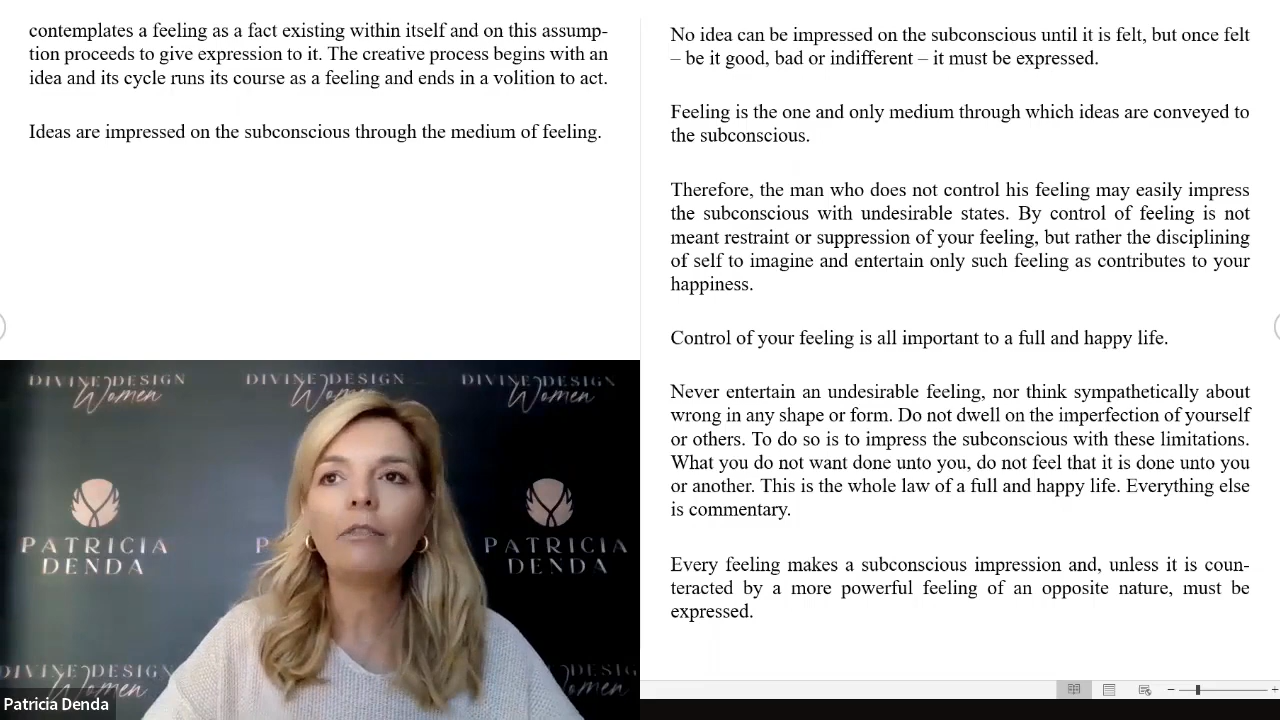 contemplates a feeling as a fact existing within itself and on this assump-
tion proceeds to give expression to it. The creative process begins with an
idea and its cycle runs its course as a feeling and ends in a volition to act.
Ideas are impressed on the subconscious through the medium of feeling.
No idea can be impressed on the subconscious until it is felt, but once felt
– be it good, bad or indifferent – it must be expressed.
Feeling is the one and only medium through which ideas are conveyed to
the subconscious.
Therefore, the man who does not control his feeling may easily impress
the subconscious with undesirable states. By control of feeling is not
meant restraint or suppression of your feeling, but rather the disciplining
of self to imagine and entertain only such feeling as contributes to your
happiness.
Control of your feeling is all important to a full and happy life.
Never entertain an undesirable feeling, nor think sympathetically about
wrong in any shape or form. Do not dwell on the imperfection of yourself
or others. To do so is to impress the subconscious with these limitations.
What you do not want done unto you, do not feel that it is done unto you
or another. This is the whole law of a full and happy life. Everything else
is commentary.
Every feeling makes a subconscious impression and, unless it is coun-
teracted by a more powerful feeling of an opposite nature, must be
expressed.
DIVINE DESIGN DIVINE DESIGN DIVINE DESIGN
Women Women Women
PATRICIA P PATRICIA
DENDA DENDA
DIVINE DESIGN DESIG
Women Women
Patricia Denda